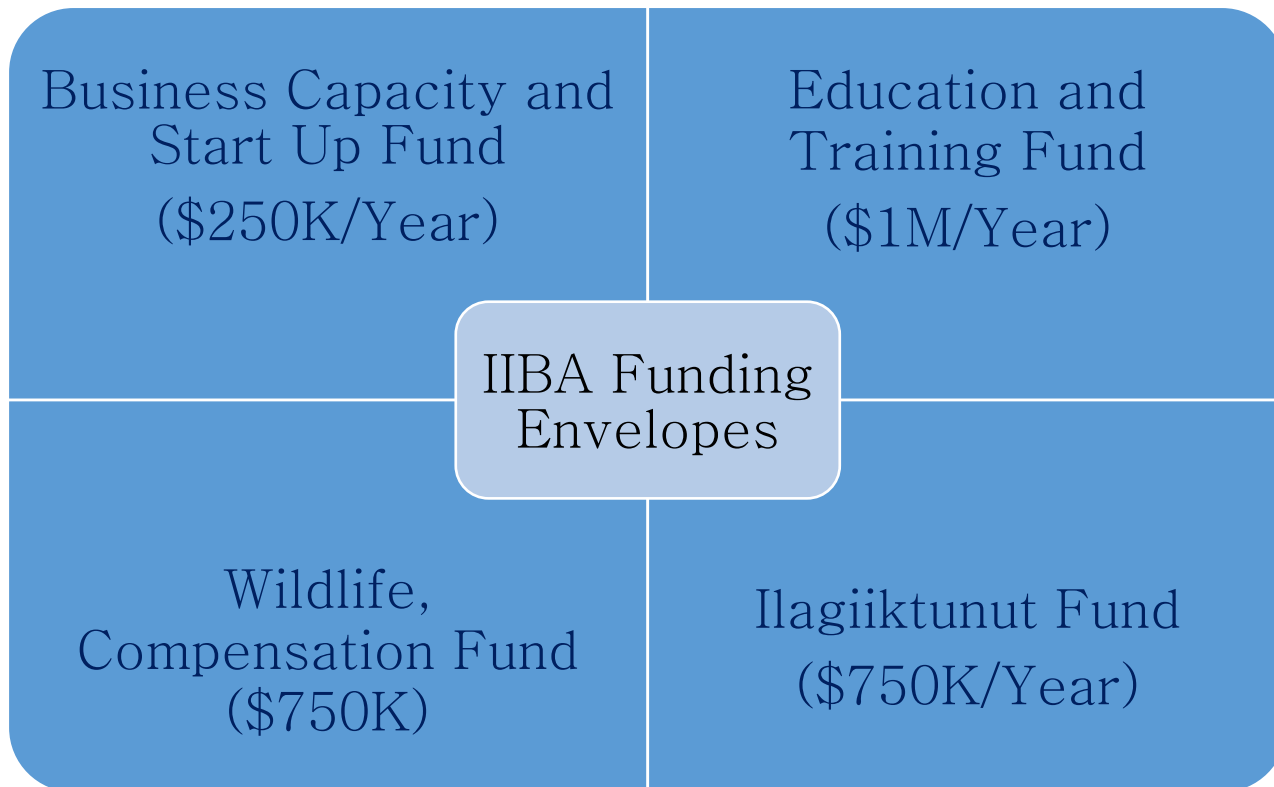 Business Capacity and
Start Up Fund
($250K/Year)
Education and
Training Fund
($1M/Year)
IIBA Funding
Envelopes
Wildlife,
Compensation Fund
($750K)
Ilagiiktunut Fund
($750K/Year)